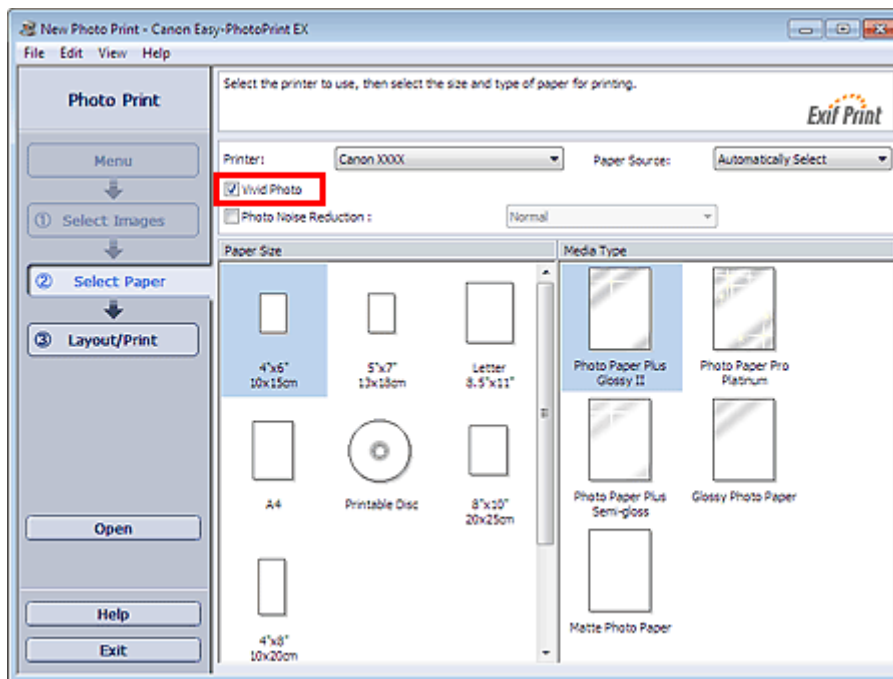 New Photo Print - Canon Easy-PhotoPrint EX
File Edit View Help
Photo Print
Select the printer to use, then select the size and type of paper for printing.
Exif Print
Menu
Printer: Canon XXXX Paper Source: Automatically Select
Vivid Photo
① Select Images
Photo Noise Reduction : Normal
Paper Size Media Type
② Select Paper
③ Layout/Print
4"x6" 5"x7" Letter
10x15cm 13x18cm 8.5"x11"
Photo Paper Plus Photo Paper Pro
Glossy II Platinum
A4 Printable Disc 8"x10"
20x25cm
Photo Paper Plus Glossy Photo Paper
Semi-gloss
Open
Help
4"x8"
10x20cm
Matte Photo Paper
Exit